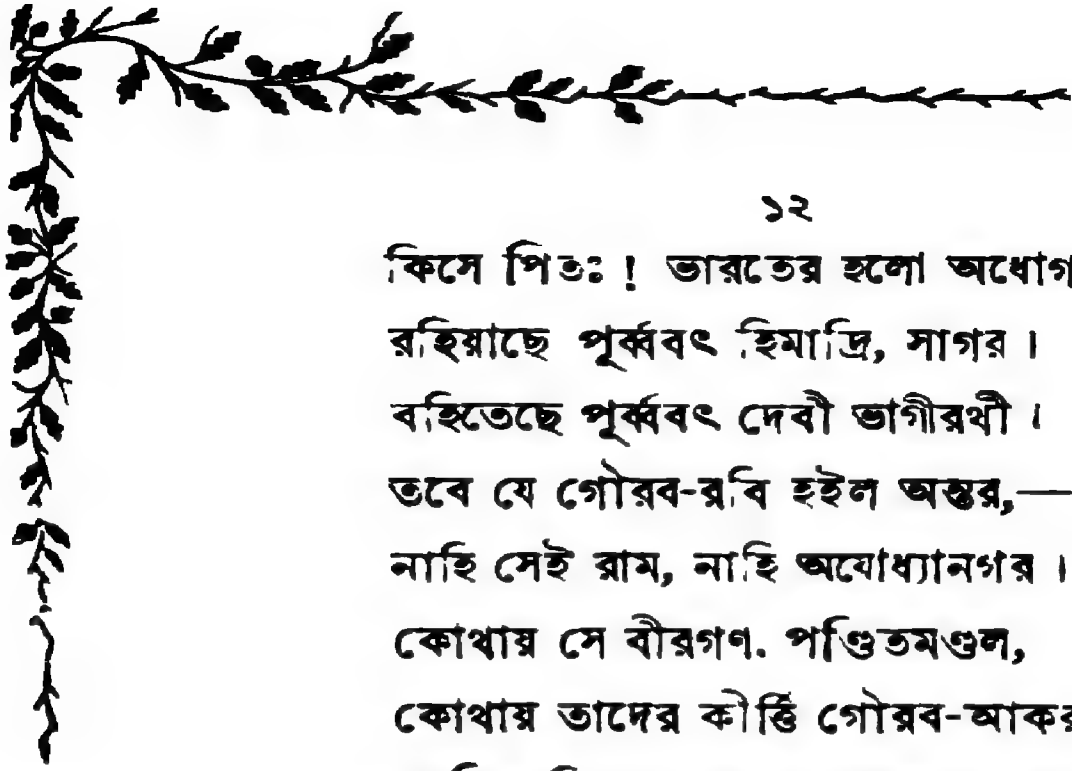 ১২
কিসে পিতঃ ! ভারতের হলো অধোগ
রহিয়াছে পূর্ব্ববৎ হিমাদ্রি, সাগর ।
বহিতেছে পূর্ব্ববৎ দেবী ভাগীরথী ।
তবে যে গৌরব-রবি হইল অন্তর,—
নাহি সেই রাম, নাহি অযোধ্যানগর ।
কোথায় সে বীরগণ. পণ্ডিতমণ্ডল,
কোথায় তাদের কীর্ত্তি গৌরব-আকর